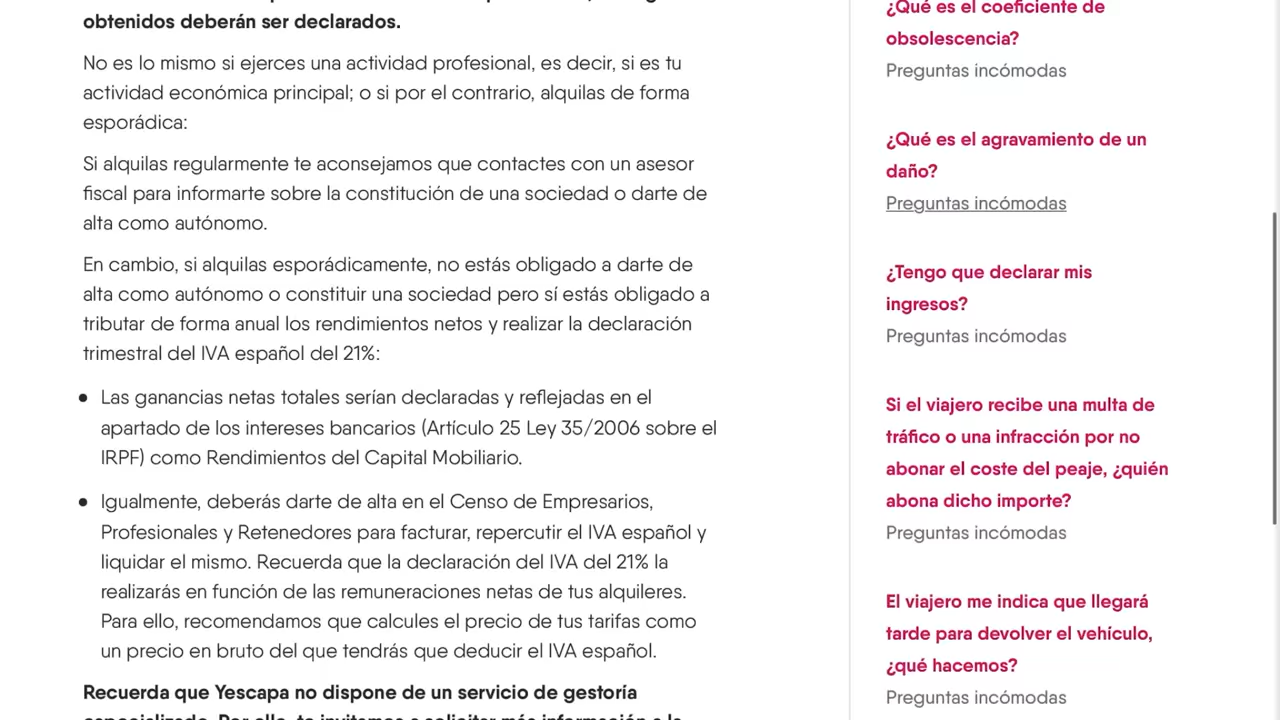 obtenidos deberán ser declarados.
No es lo mismo si ejerces una actividad profesional, es decir, si es tu
actividad económica principal; o si por el contrario, alquilas de forma
esporádica:
Si alquilas regularmente te aconsejamos que contactes con un asesor
fiscal para informarte sobre la constitución de una sociedad o darte de
alta como autónomo.
En cambio, si alquilas esporádicamente, no estás obligado a darte de
alta como autónomo o constituir una sociedad pero sí estás obligado a
tributar de forma anual los rendimientos netos y realizar la declaración
trimestral del IVA español del 21%:
● Las ganancias netas totales serían declaradas y reflejadas en el
apartado de los intereses bancarios (Artículo 25 Ley 35/2006 sobre el
IRPF) como Rendimientos del Capital Mobiliario.
● Igualmente, deberás darte de alta en el Censo de Empresarios,
Profesionales y Retenedores para facturar, repercutir el IVA español y
liquidar el mismo. Recuerda que la declaración del IVA del 21% la
realizarás en función de las remuneraciones netas de tus alquileres.
Para ello, recomendamos que calcules el precio de tus tarifas como
un precio en bruto del que tendrás que deducir el IVA español.
Recuerda que Yescapa no dispone de un servicio de gestoría
especializado. Por ello, te invitamos a solicitar más información a la
¿Qué es el coeficiente de
obsolescencia?
Preguntas incómodas
¿Qué es el agravamiento de un
daño?
Preguntas incómodas
¿Tengo que declarar mis
ingresos?
Preguntas incómodas
Si el viajero recibe una multa de
tráfico o una infracción por no
abonar el coste del peaje, ¿quién
abona dicho importe?
Preguntas incómodas
El viajero me indica que llegará
tarde para devolver el vehículo,
¿qué hacemos?
Preguntas incómodas